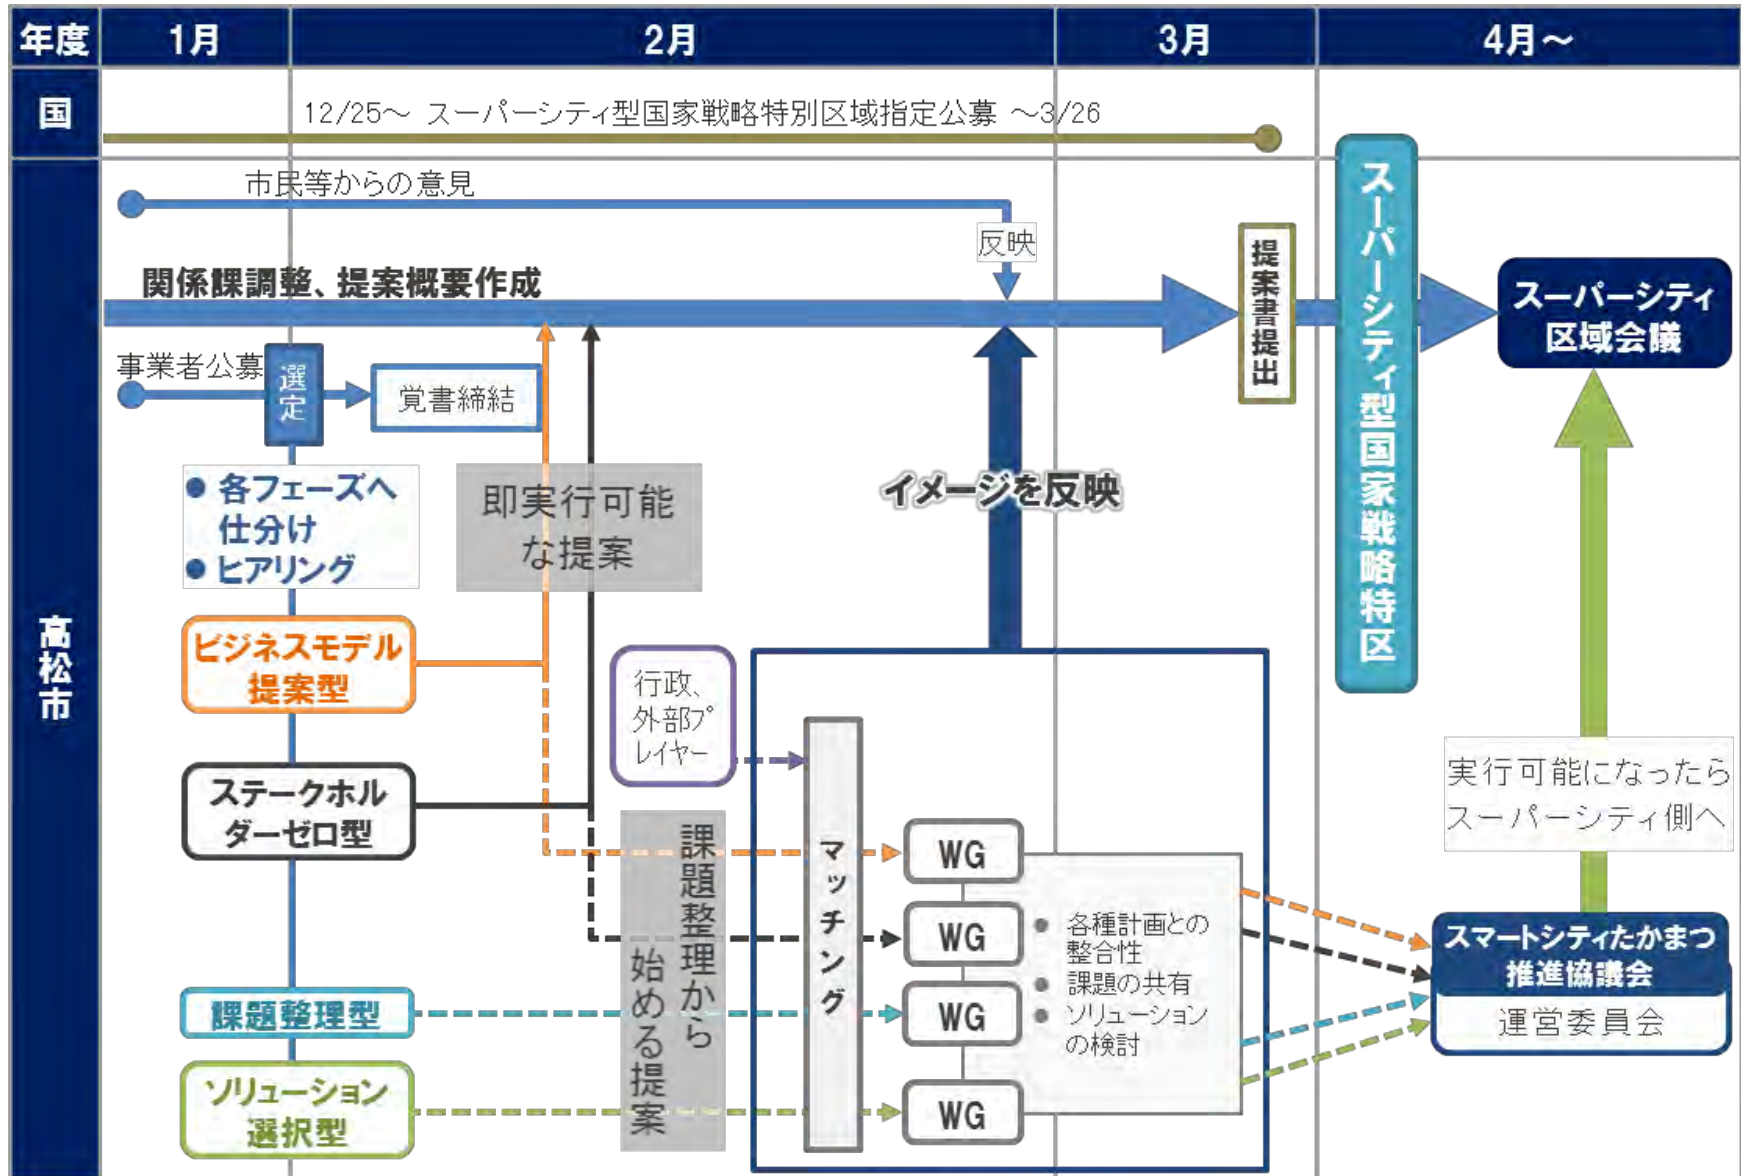 年度
1月
2月
3月
4月～
国
12/25～ スーパーシティ型国家戦略特別区域指定公募 ～3/26
高松市
市民等からの意見
反映
関係課調整、提案概要作成
事業者公募
選定
覚書締結
提案書提出
スーパーシティ型国家戦略特区
スーパーシティ
区域会議
● 各フェーズへ
仕分け
● ヒアリング
即実行可能
な提案
イメージを反映
ビジネスモデル
提案型
ステークホル
ダーゼロ型
課題整理型
ソリューション
選択型
行政、
外部プ
レイヤー
課題整理から
始める提案
マッチング
WG
WG
WG
WG
● 各種計画との
整合性
● 課題の共有
● ソリューション
の検討
実行可能になったら
スーパーシティ側へ
スマートシティたかまつ
推進協議会
運営委員会